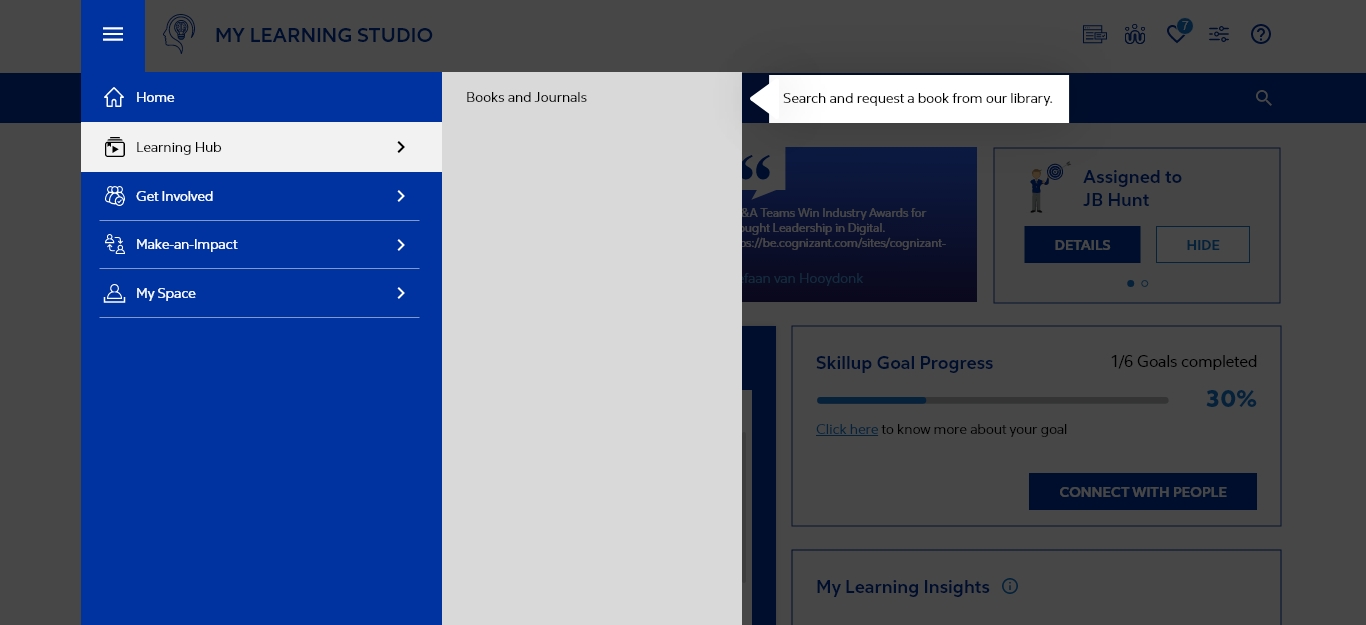 MY LEARNING STUDIO
7
Home
Books and Journals
Search and request a book from our library.
Learning Hub
Get Involved
Make-an-Impact
My Space
&A Teams Win Industry Awards for
ought Leadership in Digital.
ps://be.cognizant.com/sites/cognizant-
efaan van Hooydonk
Assigned to
JB Hunt
DETAILS
HIDE
Skillup Goal Progress
1/6 Goals completed
30%
Click here to know more about your goal
CONNECT WITH PEOPLE
My Learning Insights